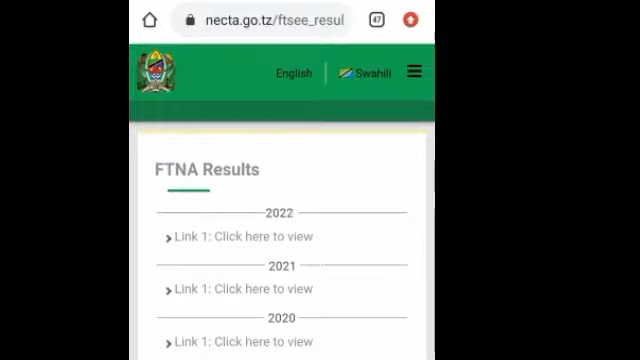 necta.go.tz/ftsee_resul
47
English
Swahili
FTNA Results
2022
Link 1: Click here to view
2021
Link 1: Click here to view
2020
Link 1: Click here to view